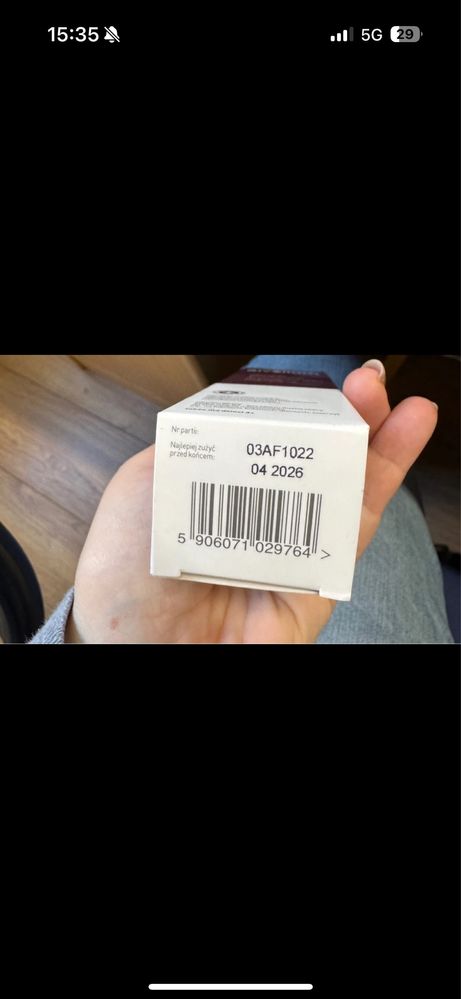 15:35
5G 29
Nr partii:
03AF1022
Najlepiej zużyć
przed końcem:
04 2026
5 906071 029764 >